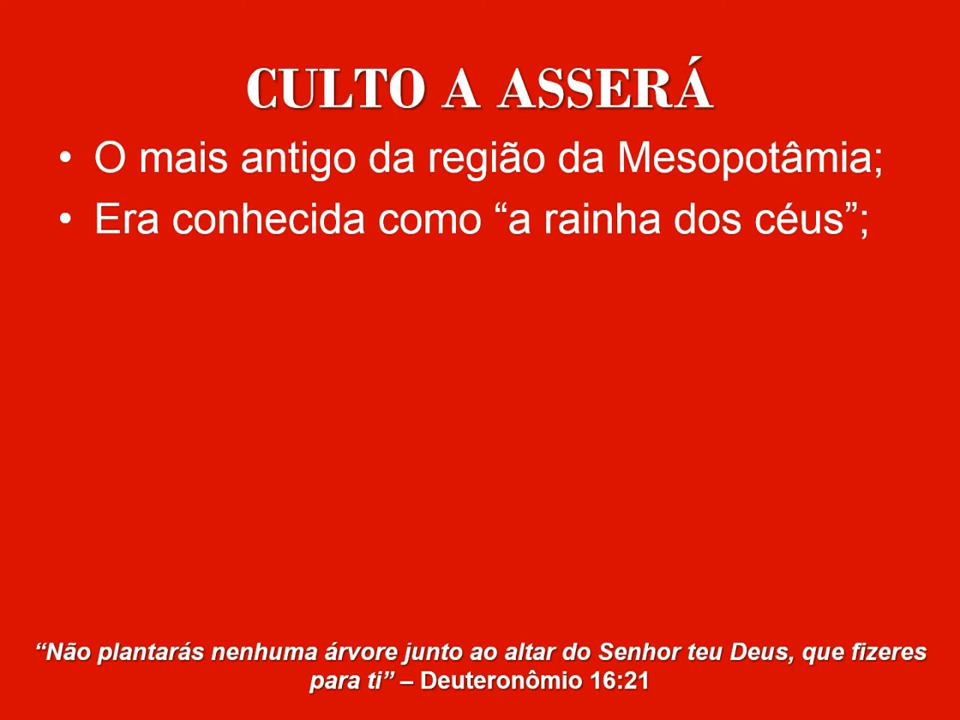 CULTO A ASSERÁ
• O mais antigo da região da Mesopotâmia;
• Era conhecida como “a rainha dos céus”;
“Não plantarás nenhuma árvore junto ao altar do Senhor teu Deus, que fizeres
para ti” – Deuteronômio 16:21